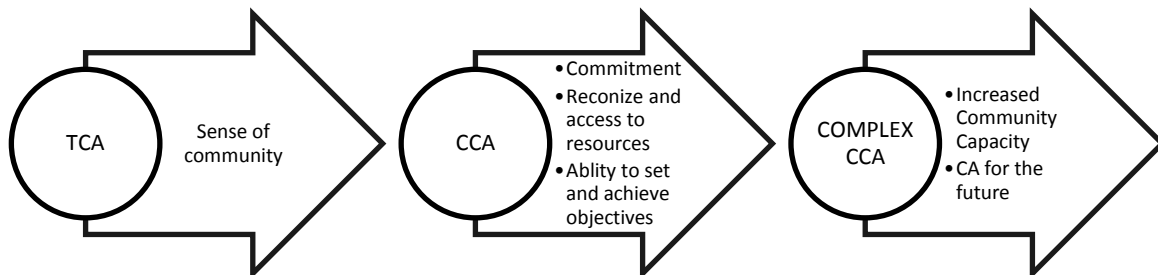 TCA
Sense of
community
CCA
•Commitment
•Reconize and
access to
resources
•Ablity to set
and achieve
objectives
COMPLEX
CCA
•Increased
Community
Capacity
•CA for the
future